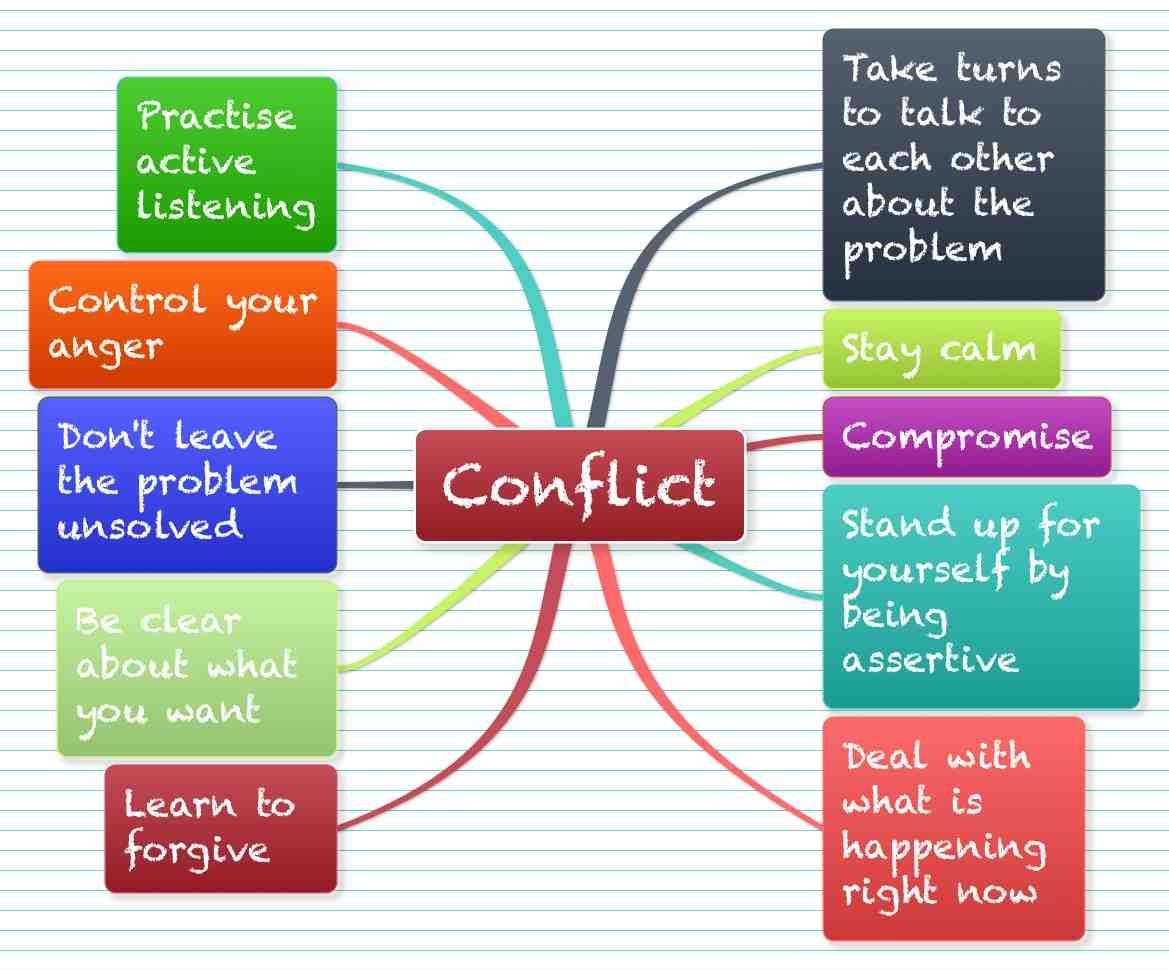 Practise
active
listening
Control your
anger
Don't leave
the problem
unsolved
Be clear
about what
you want
Learn to
forgive
Conflict
Take turns
to talk to
each other
about the
problem
Stay calm
Compromise
Stand up for
yourself by
being
assertive
Deal with
what is
happening
right now